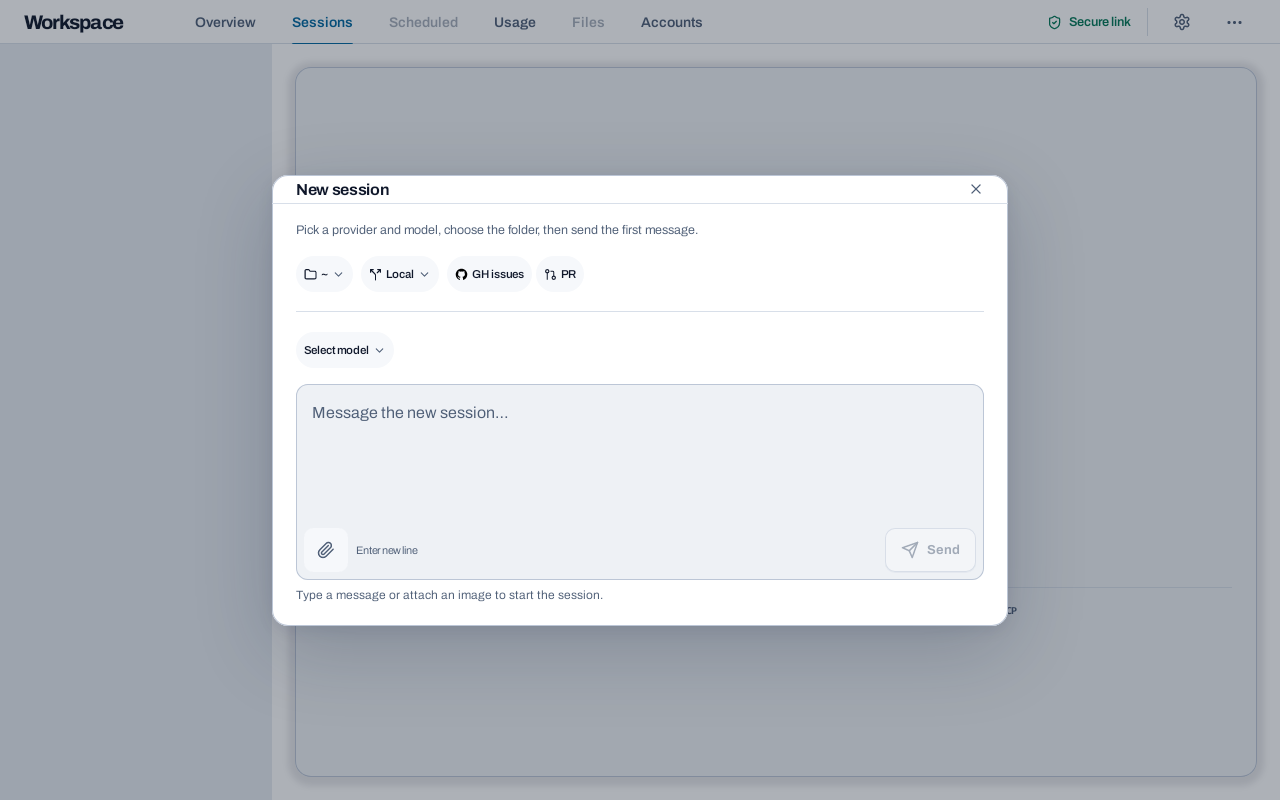 Workspace Overview Sessions Scheduled Usage Files Accounts Secure link
New session
Pick a provider and model, choose the folder, then send the first message.
~ Local GH issues PR
Select model
Message the new session...
Enter new line Send
Type a message or attach an image to start the session.